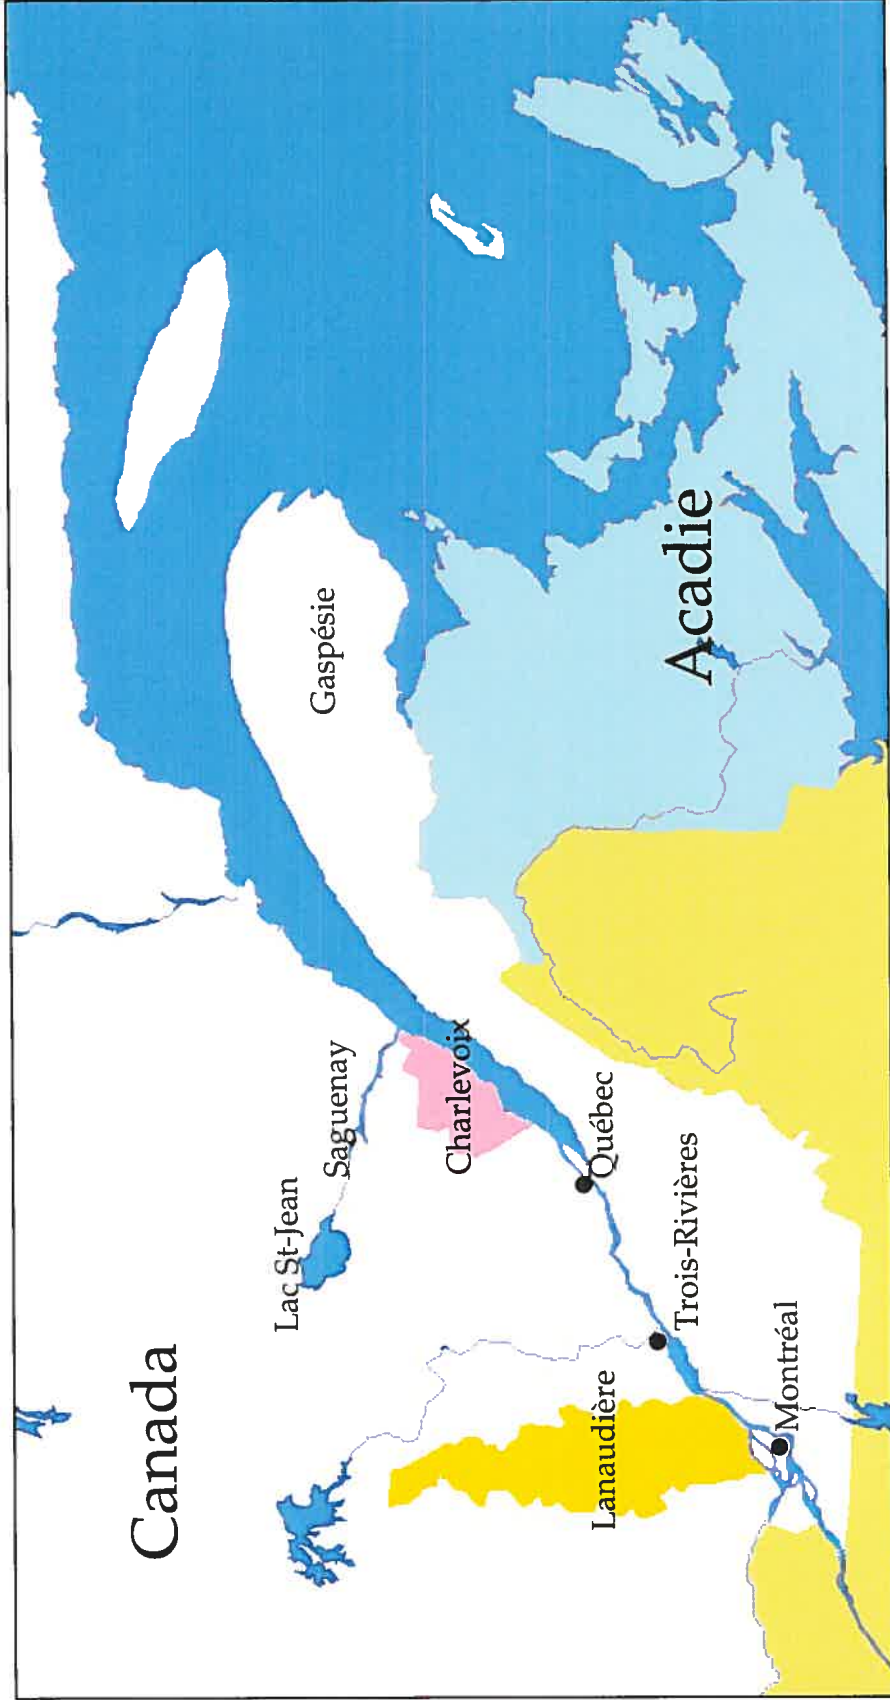 Canada
Lac St-Jean
Saguenay
Gaspésie
Charlevoix
Québec
Lanaudière
Trois-Rivières
Acadie
Montréal